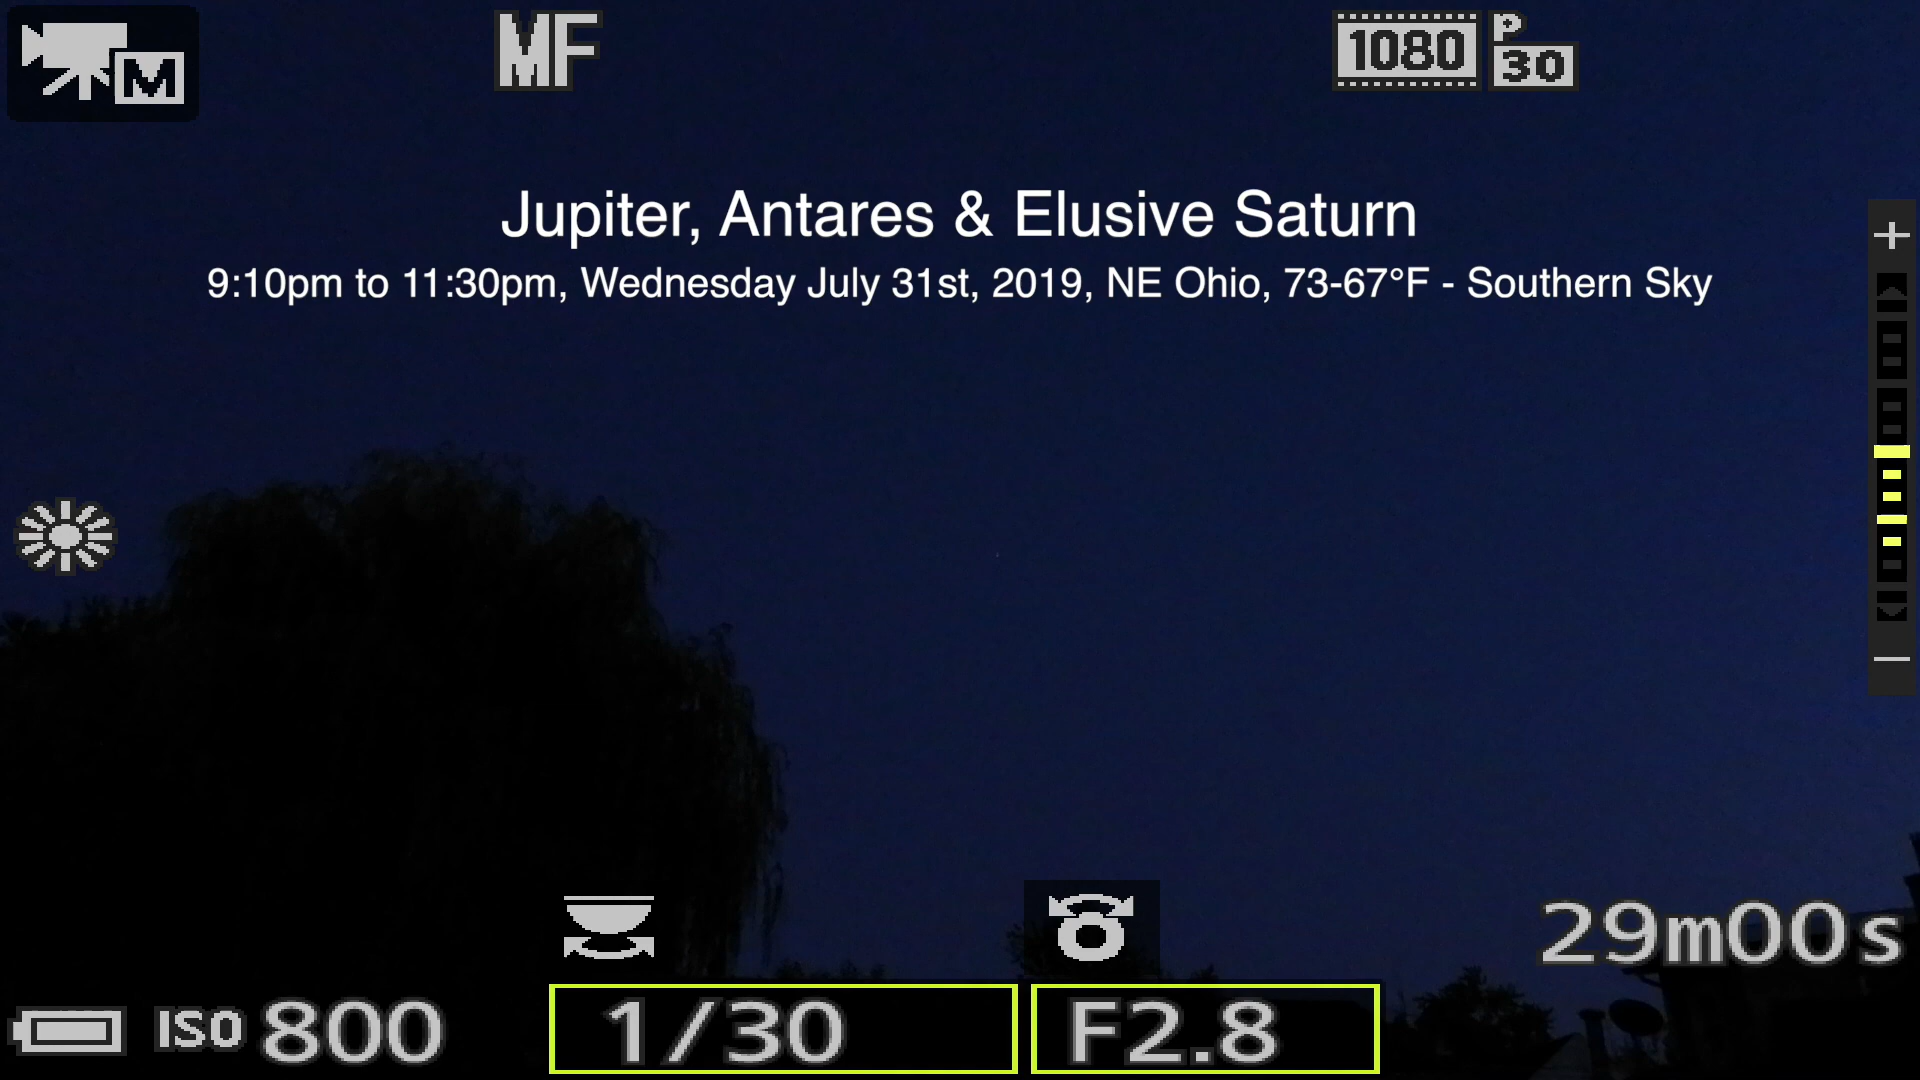 M
MF
1080 P
30
Jupiter, Antares & Elusive Saturn
9:10pm to 11:30pm, Wednesday July 31st, 2019, NE Ohio, 73-67°F - Southern Sky
+
–
29m00s
ISO 800
1/30
F2.8